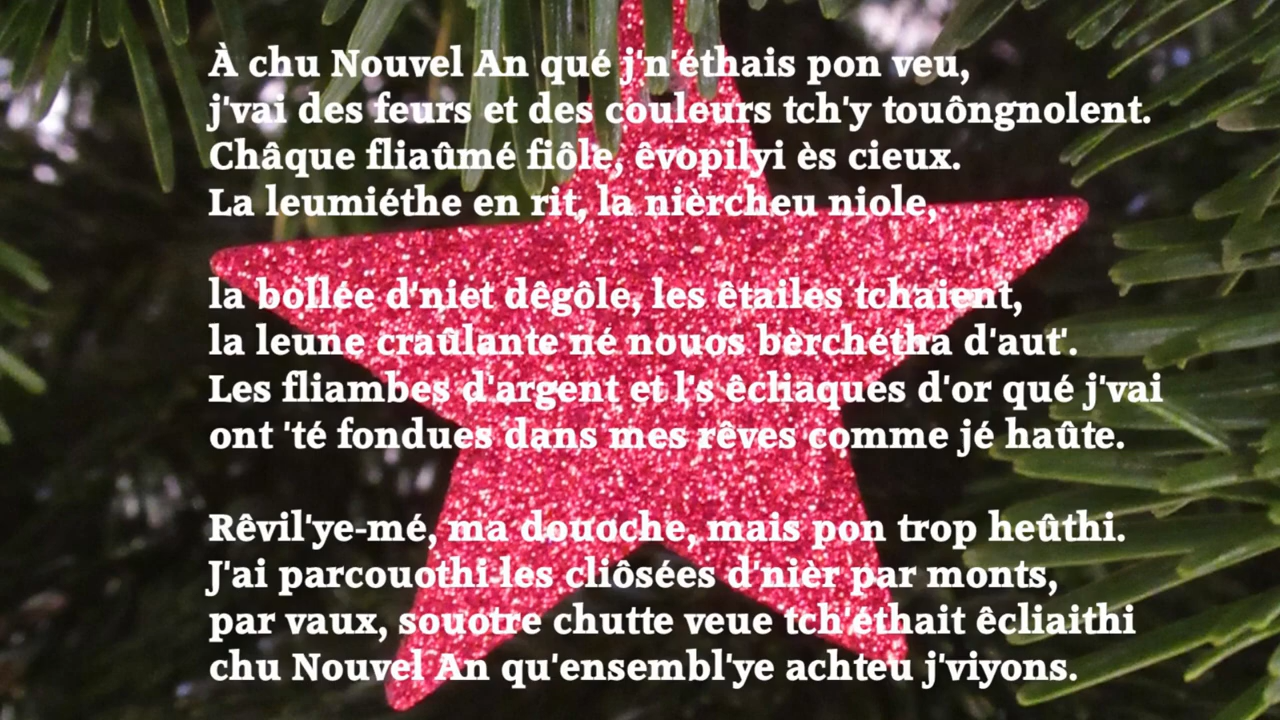 À chu Nouvel An qué j'n'éthais pon veu,
j'vai des feurs et des couleurs tch'y touôngnolent.
Châque fliaûmé fiôle, êvopilyi ès cieux.
La leumiéthe en rit, la nièrcheu niole,
la bollée d'niet dêgôle, les êtailes tchaient,
la leune craûlante né nouos bèrchétha d'aut'.
Les fliambes d'argent et l's êcliaques d'or qué j'vai
ont 'té fondues dans mes rêves comme jé haûte.
Rêvil'ye-mé, ma douoche, mais pon trop heûthi.
J'ai parcouothi les cliôsées d'nièr par monts,
par vaux, souotre chutte veue tch'éthait êcliaithi
chu Nouvel An qu'ensembl'ye achteu j'viyons.